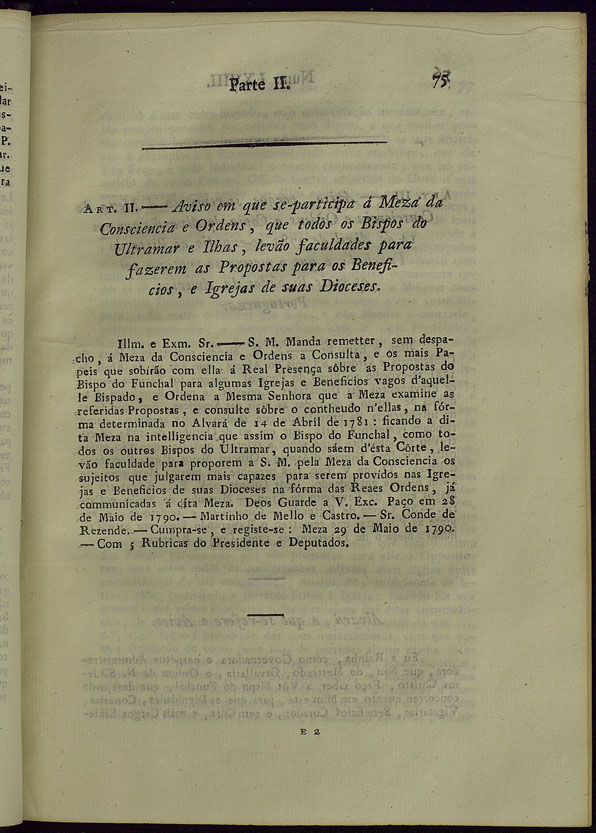 Parte II. 75
ART. II. — Aviso em que se-participa á Meza da
Consciencia e Ordens, que todos os Bispos do
Ultramar e Ilhas, levão faculdades para
fazerem as Propostas para os Benefi-
cios, e Igrejas de suas Dioceses.
Illm. e Exm. Sr. — S. M. Manda remetter, sem despa-
cho, á Meza da Consciencia e Ordens a Consulta, e os mais Pa-
peis que sobirão com ella á Real Presença sôbre as Propostas do
Bispo do Funchal para algumas Igrejas e Beneficios vagos d'aquel-
le Bispado, e Ordena a Mesma Senhora que a Meza examine as
referidas Propostas, e consulte sôbre o contheudo n'ellas, na fór-
ma determinada no Alvará de 14 de Abril de 1781: ficando a di-
ta Meza na intelligencia que assim o Bispo do Funchal, como to-
dos os outros Bispos do Ultramar, quando sáem d'ésta Côrte, le-
vão faculdade para proporem a S. M. pela Meza da Consciencia os
sujeitos que julgarem mais capazes para serem providos nas Igre-
jas e Beneficios de suas Dioceses na fórma das Reaes Ordens, já
communicadas á dita Meza. Deos Guarde a V. Exc. Paço em 28
de Maio de 1790. — Martinho de Mello e Castro. — Sr. Conde de
Rezende. — Cumpra-se, e registe-se: Meza 29 de Maio de 1790.
— Com 5 Rubricas do Presidente e Deputados.
E 2